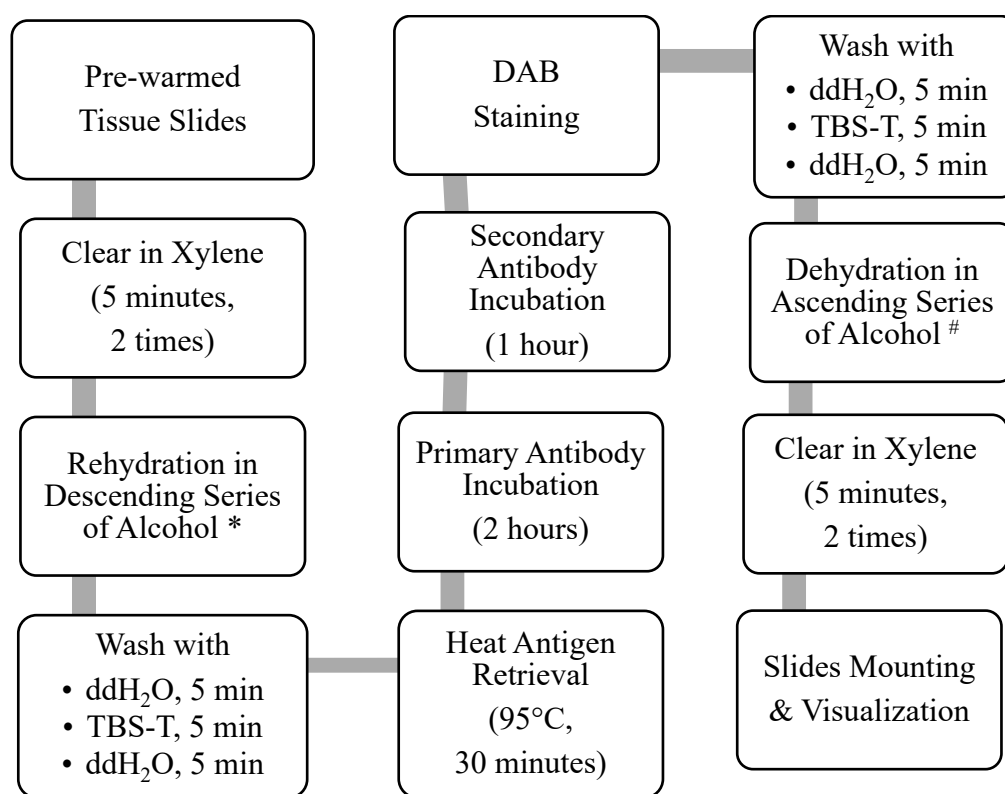 Pre-warmed
Tissue Slides
Clear in Xylene
(5 minutes,
2 times)
Rehydration in
Descending Series
of Alcohol *
Wash with
• ddH₂O, 5 min
• TBS-T, 5 min
• ddH₂O, 5 min
Heat Antigen
Retrieval
(95°C,
30 minutes)
Primary Antibody
Incubation
(2 hours)
Secondary
Antibody
Incubation
(1 hour)
DAB
Staining
Wash with
• ddH₂O, 5 min
• TBS-T, 5 min
• ddH₂O, 5 min
Dehydration in
Ascending Series
of Alcohol #
Clear in Xylene
(5 minutes,
2 times)
Slides Mounting
& Visualization